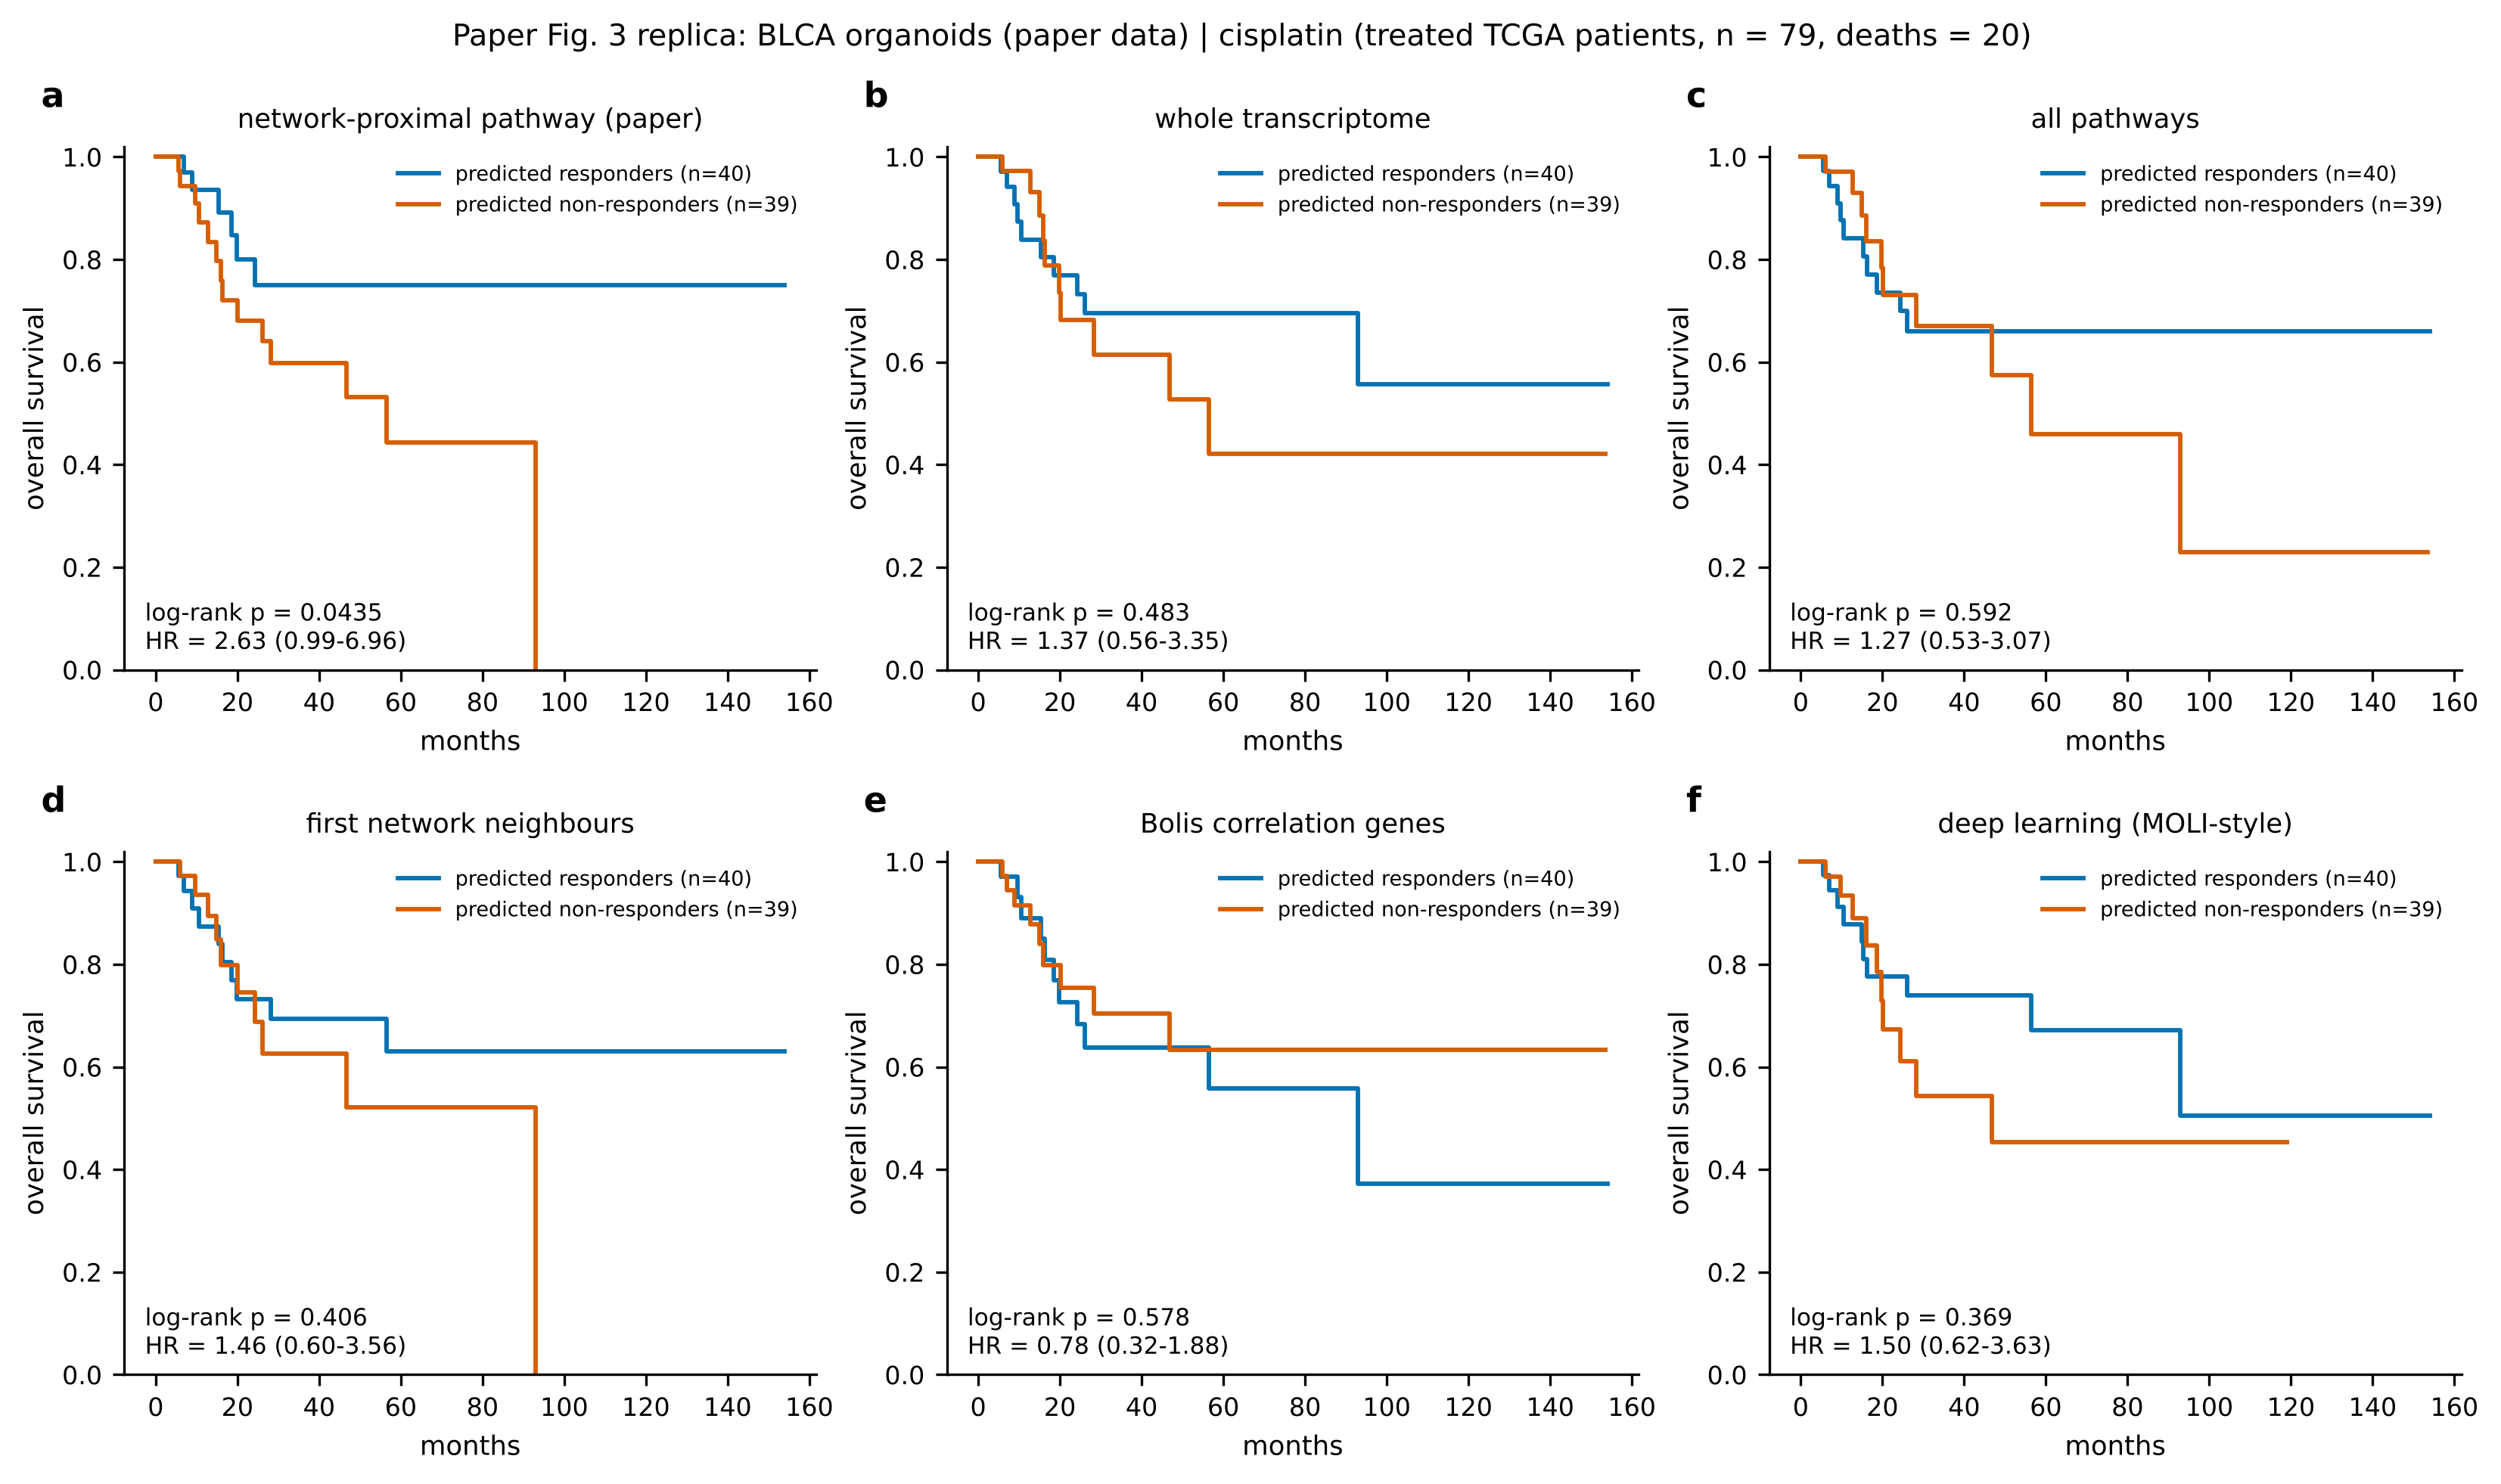 Paper Fig. 3 replica: BLCA organoids (paper data) | cisplatin (treated TCGA patients, n = 79, deaths = 20)
a
network-proximal pathway (paper)
predicted responders (n=40)
predicted non-responders (n=39)
overall survival
1.0
0.8
0.6
0.4
0.2
0.0
log-rank p = 0.0435
HR = 2.63 (0.99-6.96)
0 20 40 60 80 100 120 140 160
months
b
whole transcriptome
predicted responders (n=40)
predicted non-responders (n=39)
overall survival
1.0
0.8
0.6
0.4
0.2
0.0
log-rank p = 0.483
HR = 1.37 (0.56-3.35)
0 20 40 60 80 100 120 140 160
months
c
all pathways
predicted responders (n=40)
predicted non-responders (n=39)
overall survival
1.0
0.8
0.6
0.4
0.2
0.0
log-rank p = 0.592
HR = 1.27 (0.53-3.07)
0 20 40 60 80 100 120 140 160
months
d
first network neighbours
predicted responders (n=40)
predicted non-responders (n=39)
overall survival
1.0
0.8
0.6
0.4
0.2
0.0
log-rank p = 0.406
HR = 1.46 (0.60-3.56)
0 20 40 60 80 100 120 140 160
months
e
Bolis correlation genes
predicted responders (n=40)
predicted non-responders (n=39)
overall survival
1.0
0.8
0.6
0.4
0.2
0.0
log-rank p = 0.578
HR = 0.78 (0.32-1.88)
0 20 40 60 80 100 120 140 160
months
f
deep learning (MOLI-style)
predicted responders (n=40)
predicted non-responders (n=39)
overall survival
1.0
0.8
0.6
0.4
0.2
0.0
log-rank p = 0.369
HR = 1.50 (0.62-3.63)
0 20 40 60 80 100 120 140 160
months